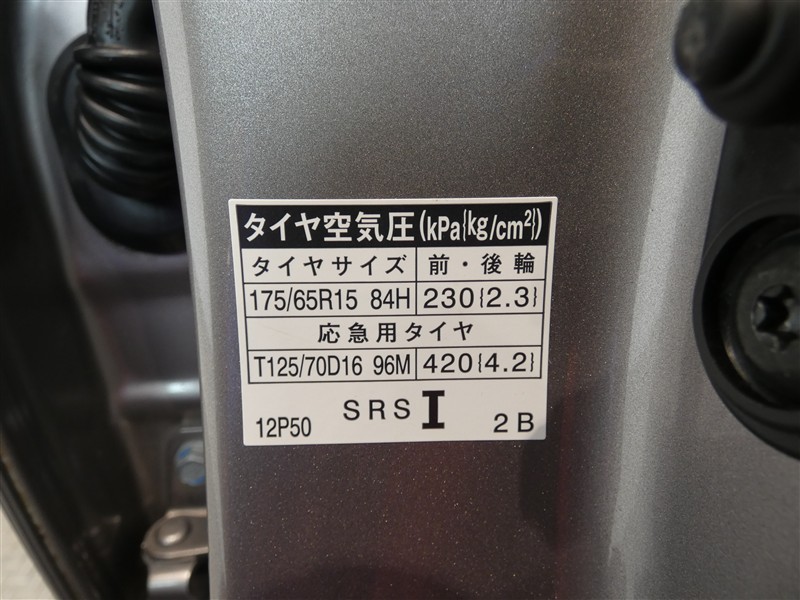 タイヤ空気圧(kPa{kg/cm²})
タイヤサイズ 前・後輪
175/65R15 84H 230{2.3}
応急用タイヤ
T125/70D16 96M 420{4.2}
12P50 SRS I 2B